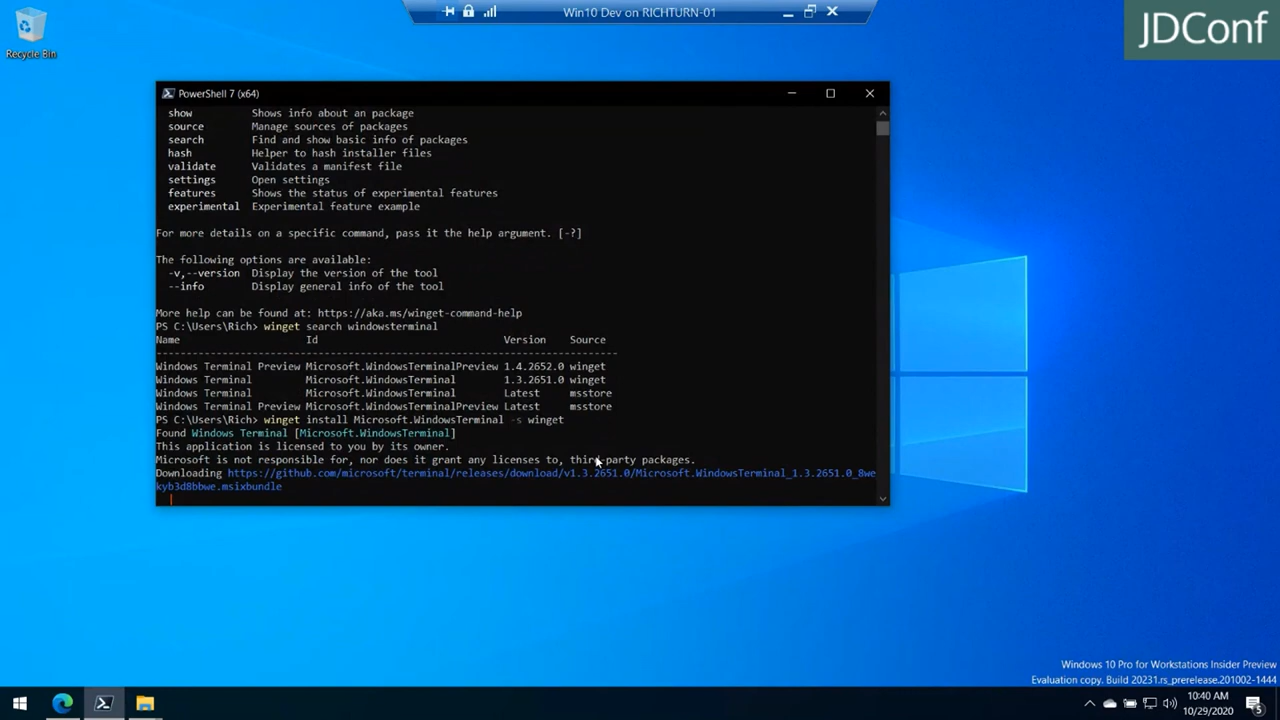 Win10 Dev on RICHTURN-01
JDConf
Recycle Bin
PowerShell 7 (x64)
show Shows info about an package
source Manage sources of packages
search Find and show basic info of packages
hash Helper to hash installer files
validate Validates a manifest file
settings Open settings
features Shows the status of experimental features
experimental Experimental feature example
For more details on a specific command, pass it the help argument. [-?]
The following options are available:
-v,--version Display the version of the tool
--info Display general info of the tool
More help can be found at: https://aka.ms/winget-command-help
PS C:\Users\Rich> winget search windowsterminal
Name Id Version Source
-----------------------------------------------------------------------------
Windows Terminal Preview Microsoft.WindowsTerminalPreview 1.4.2652.0 winget
Windows Terminal Microsoft.WindowsTerminal 1.3.2651.0 winget
Windows Terminal Microsoft.WindowsTerminal Latest msstore
Windows Terminal Preview Microsoft.WindowsTerminalPreview Latest msstore
PS C:\Users\Rich> winget install Microsoft.WindowsTerminal -s winget
Found Windows Terminal [Microsoft.WindowsTerminal]
This application is licensed to you by its owner.
Microsoft is not responsible for, nor does it grant any licenses to, third-party packages.
Downloading https://github.com/microsoft/terminal/releases/download/v1.3.2651.0/Microsoft.WindowsTerminal_1.3.2651.0_8we
kyb3d8bbwe.msixbundle
Windows 10 Pro for Workstations Insider Preview
Evaluation copy. Build 20231.rs_prerelease.201002-1444
10:40 AM
10/29/2020
5